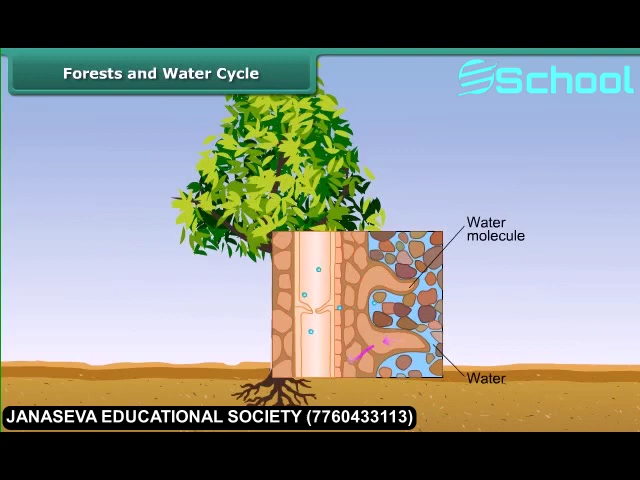 Forests and Water Cycle
School
Water
molecule
Water
JANASEVA EDUCATIONAL SOCIETY (7760433113)